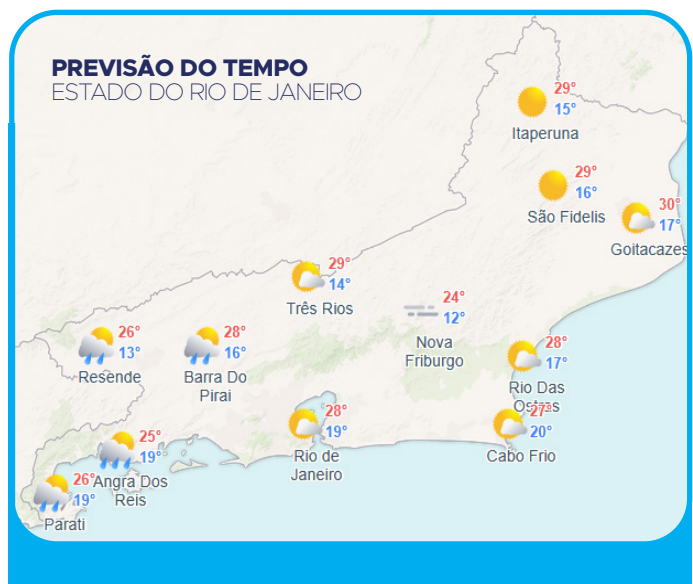 PREVISÃO DO TEMPO
ESTADO DO RIO DE JANEIRO
29°
15°
Itaperuna
29°
16°
São Fidelis
30°
17°
Goitacazes
29°
14°
Três Rios
24°
12°
Nova
Friburgo
26°
13°
Resende
28°
16°
Barra Do
Pirai
28°
17°
Rio Das
Ostras
28°
19°
Rio de
Janeiro
27°
20°
Cabo Frio
25°
19°
Angra Dos
Reis
26°
19°
Parati